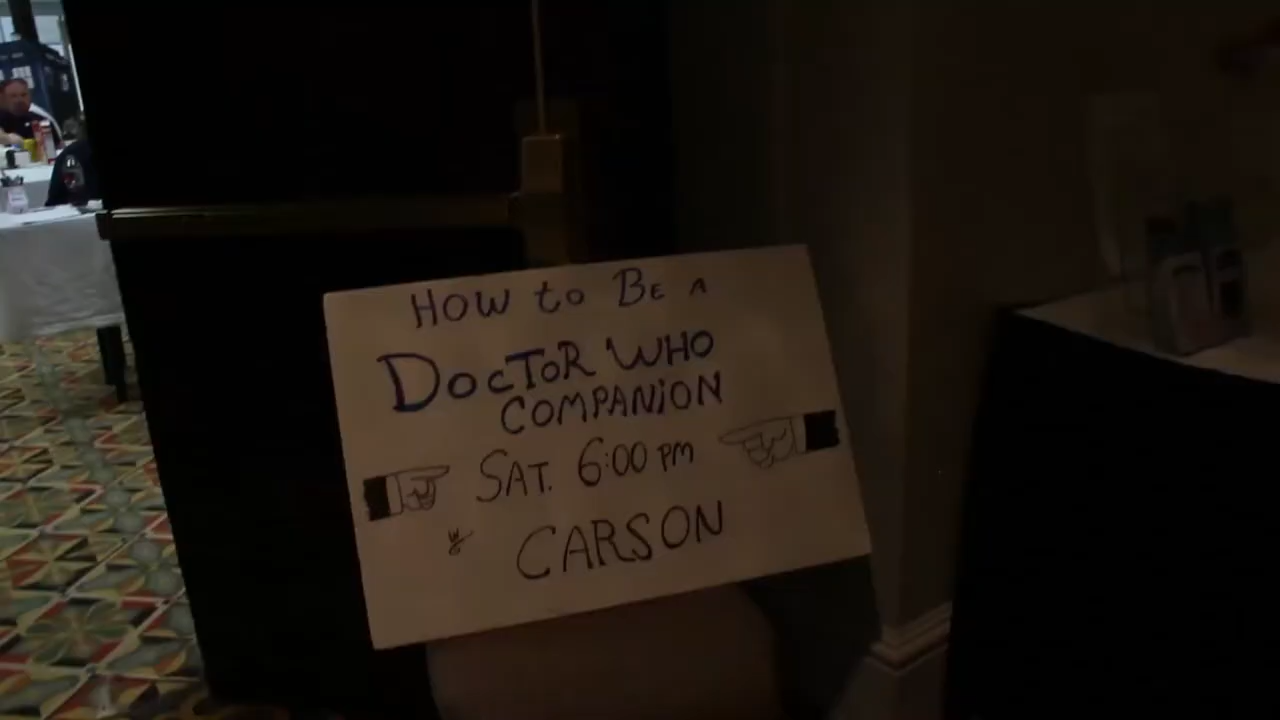 HOW to BE A
DOCTOR WHO
COMPANION
SAT. 6:00 PM
CARSON